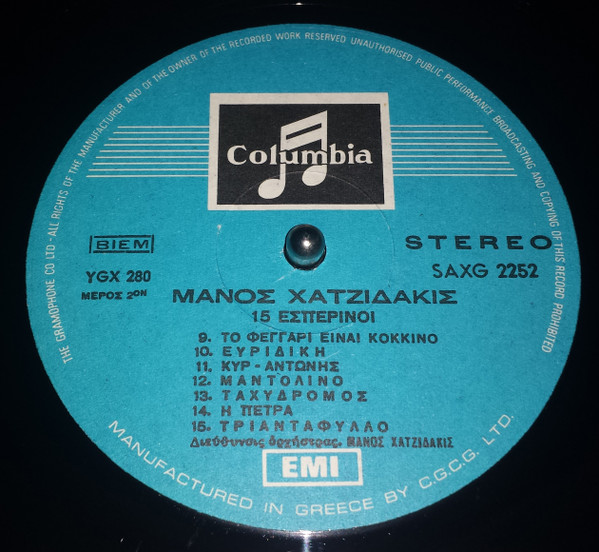 THE GRAMOPHONE CO LTD - ALL RIGHTS OF THE MANUFACTURER AND OF THE OWNER OF THE RECORDED WORK RESERVED UNAUTHORISED PUBLIC PERFORMANCE BROADCASTING AND COPYING OF THIS RECORD PROHIBITED
Columbia
BIEM
STEREO
YGX 280
SAXG 2252
ΜΕΡΟΣ 2ΟΝ
ΜΑΝΟΣ ΧΑΤΖΙΔΑΚΙΣ
15 ΕΣΠΕΡΙΝΟΙ
9. ΤΟ ΦΕΓΓΑΡΙ ΕΙΝΑΙ ΚΟΚΚΙΝΟ
10. ΕΥΡΙΔΙΚΗ
11. ΚΥΡ-ΑΝΤΩΝΗΣ
12. ΜΑΝΤΟΛΙΝΟ
13. ΤΑΧΥΔΡΟΜΟΣ
14. Η ΠΕΤΡΑ
15. ΤΡΙΑΝΤΑΦΥΛΛΟ
Διεύθυνσις ὀρχήστρας, ΜΑΝΟΣ ΧΑΤΖΙΔΑΚΙΣ
EMI
MANUFACTURED IN GREECE BY C.G.C.G. LTD.